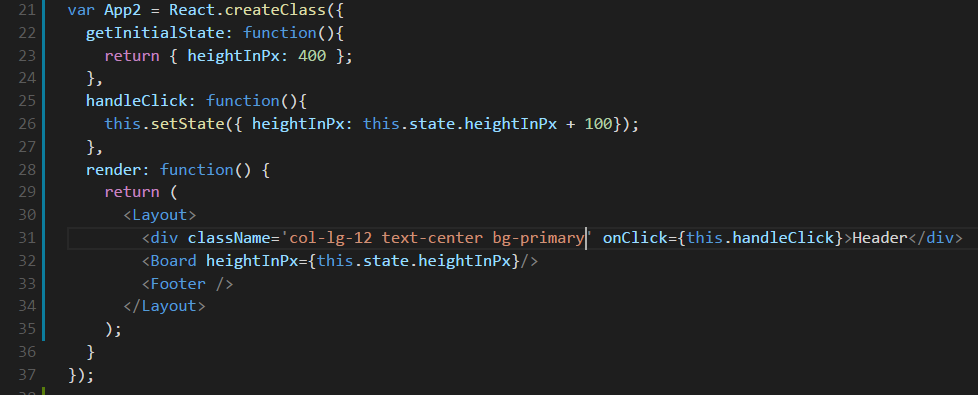 21 var App2 = React.createClass({
22 getInitialState: function(){
23 return { heightInPx: 400 };
24 },
25 handleClick: function(){
26 this.setState({ heightInPx: this.state.heightInPx + 100});
27 },
28 render: function() {
29 return (
30 <Layout>
31 <div className='col-lg-12 text-center bg-primary' onClick={this.handleClick}>Header</div>
32 <Board heightInPx={this.state.heightInPx}/>
33 <Footer />
34 </Layout>
35 );
36 }
37 });